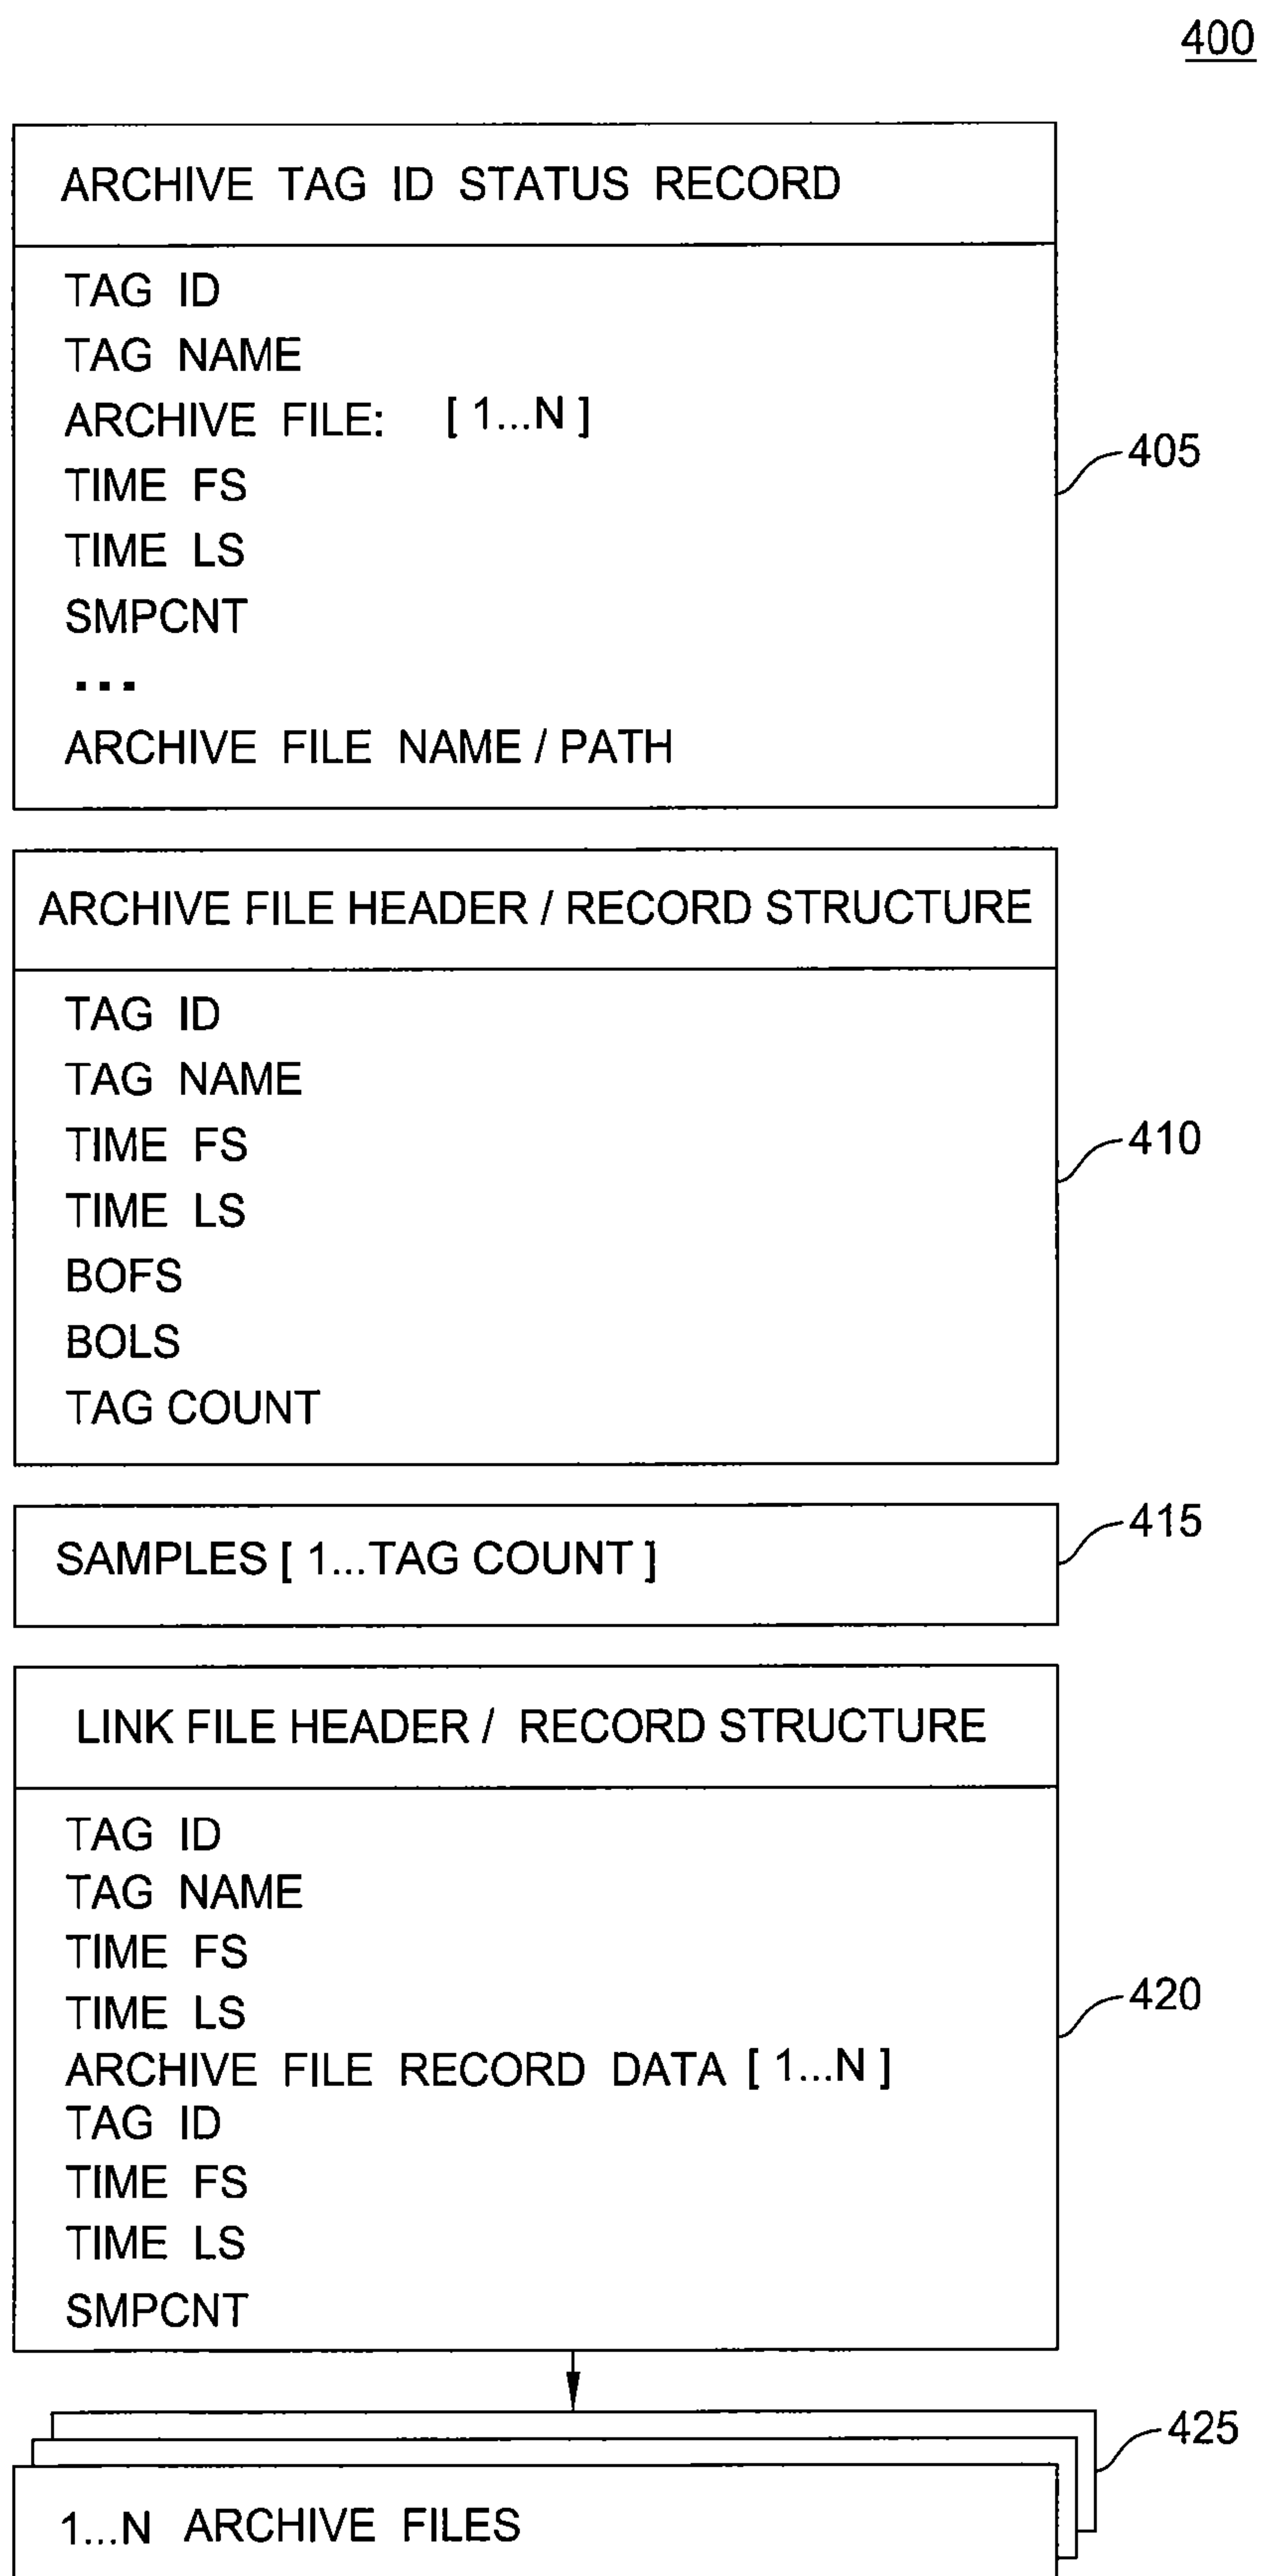 400
ARCHIVE TAG ID STATUS RECORD
TAG ID
TAG NAME
ARCHIVE FILE: [ 1...N ]
TIME FS
TIME LS
SMPCNT
...
ARCHIVE FILE NAME / PATH
405
ARCHIVE FILE HEADER / RECORD STRUCTURE
TAG ID
TAG NAME
TIME FS
TIME LS
BOFS
BOLS
TAG COUNT
410
SAMPLES [ 1...TAG COUNT ]
415
LINK FILE HEADER / RECORD STRUCTURE
TAG ID
TAG NAME
TIME FS
TIME LS
ARCHIVE FILE RECORD DATA [ 1...N ]
TAG ID
TIME FS
TIME LS
SMPCNT
420
425
1...N ARCHIVE FILES